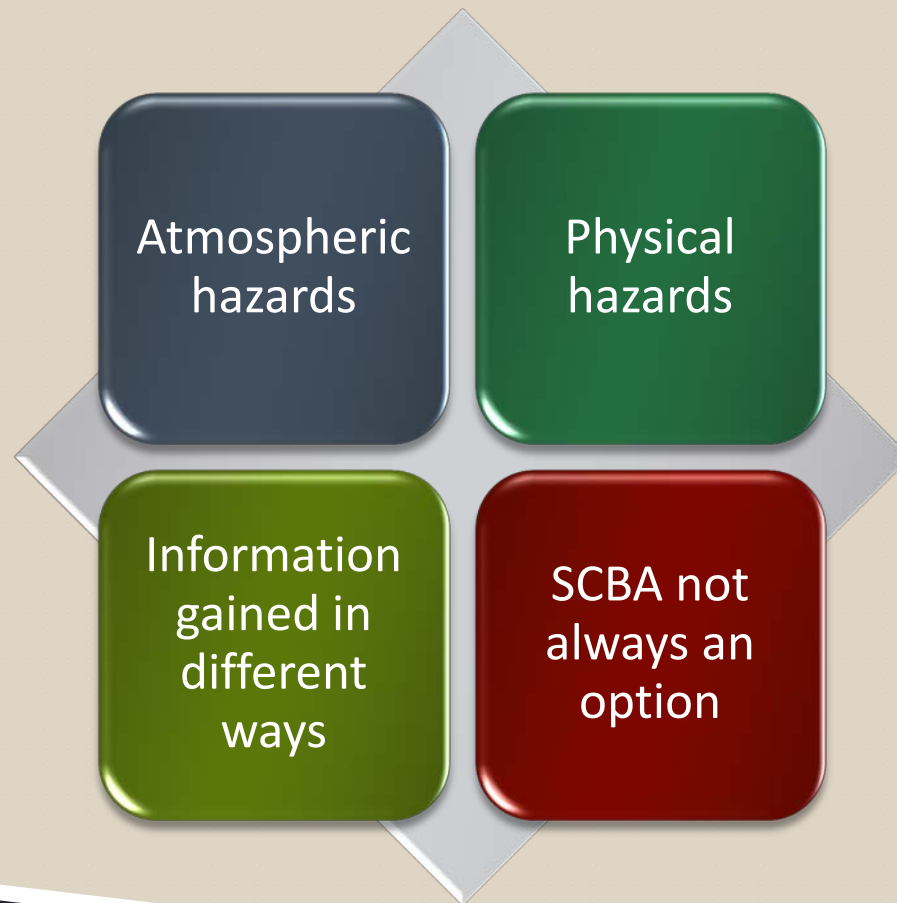 Atmospheric
hazards
Physical
hazards
Information
gained in
different
ways
SCBA not
always an
option